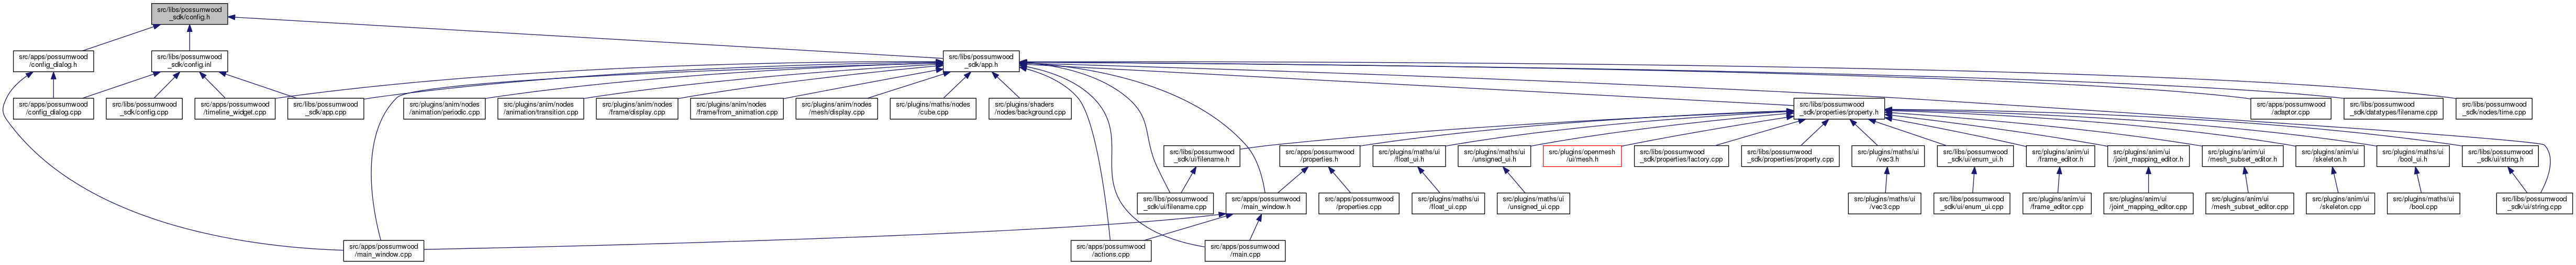 src/libs/possumwood
_sdk/config.h
src/apps/possumwood
/config_dialog.h
src/libs/possumwood
_sdk/config.inl
src/libs/possumwood
_sdk/app.h
src/apps/possumwood
/config_dialog.cpp
src/libs/possumwood
_sdk/config.cpp
src/apps/possumwood
/timeline_widget.cpp
src/libs/possumwood
_sdk/app.cpp
src/plugins/anim/nodes
/animation/periodic.cpp
src/plugins/anim/nodes
/animation/transition.cpp
src/plugins/anim/nodes
/frame/display.cpp
src/plugins/anim/nodes
/frame/from_animation.cpp
src/plugins/anim/nodes
/mesh/display.cpp
src/plugins/maths/nodes
/cube.cpp
src/plugins/shaders
/nodes/background.cpp
src/libs/possumwood
_sdk/properties/property.h
src/apps/possumwood
/adaptor.cpp
src/libs/possumwood
_sdk/datatypes/filename.cpp
src/libs/possumwood
_sdk/nodes/time.cpp
src/libs/possumwood
_sdk/ui/filename.h
src/apps/possumwood
/properties.h
src/plugins/maths/ui
/float_ui.h
src/plugins/maths/ui
/unsigned_ui.h
src/plugins/openmesh
/ui/mesh.h
src/libs/possumwood
_sdk/properties/factory.cpp
src/libs/possumwood
_sdk/properties/property.cpp
src/plugins/maths/ui
/vec3.h
src/libs/possumwood
_sdk/ui/enum_ui.h
src/plugins/anim/ui
/frame_editor.h
src/plugins/anim/ui
/joint_mapping_editor.h
src/plugins/anim/ui
/mesh_subset_editor.h
src/plugins/anim/ui
/skeleton.h
src/plugins/maths/ui
/bool_ui.h
src/libs/possumwood
_sdk/ui/string.h
src/libs/possumwood
_sdk/ui/filename.cpp
src/apps/possumwood
/main_window.h
src/apps/possumwood
/properties.cpp
src/plugins/maths/ui
/float_ui.cpp
src/plugins/maths/ui
/unsigned_ui.cpp
src/plugins/maths/ui
/vec3.cpp
src/libs/possumwood
_sdk/ui/enum_ui.cpp
src/plugins/anim/ui
/frame_editor.cpp
src/plugins/anim/ui
/joint_mapping_editor.cpp
src/plugins/anim/ui
/mesh_subset_editor.cpp
src/plugins/anim/ui
/skeleton.cpp
src/plugins/maths/ui
/bool.cpp
src/libs/possumwood
_sdk/ui/string.cpp
src/apps/possumwood
/main_window.cpp
src/apps/possumwood
/actions.cpp
src/apps/possumwood
/main.cpp